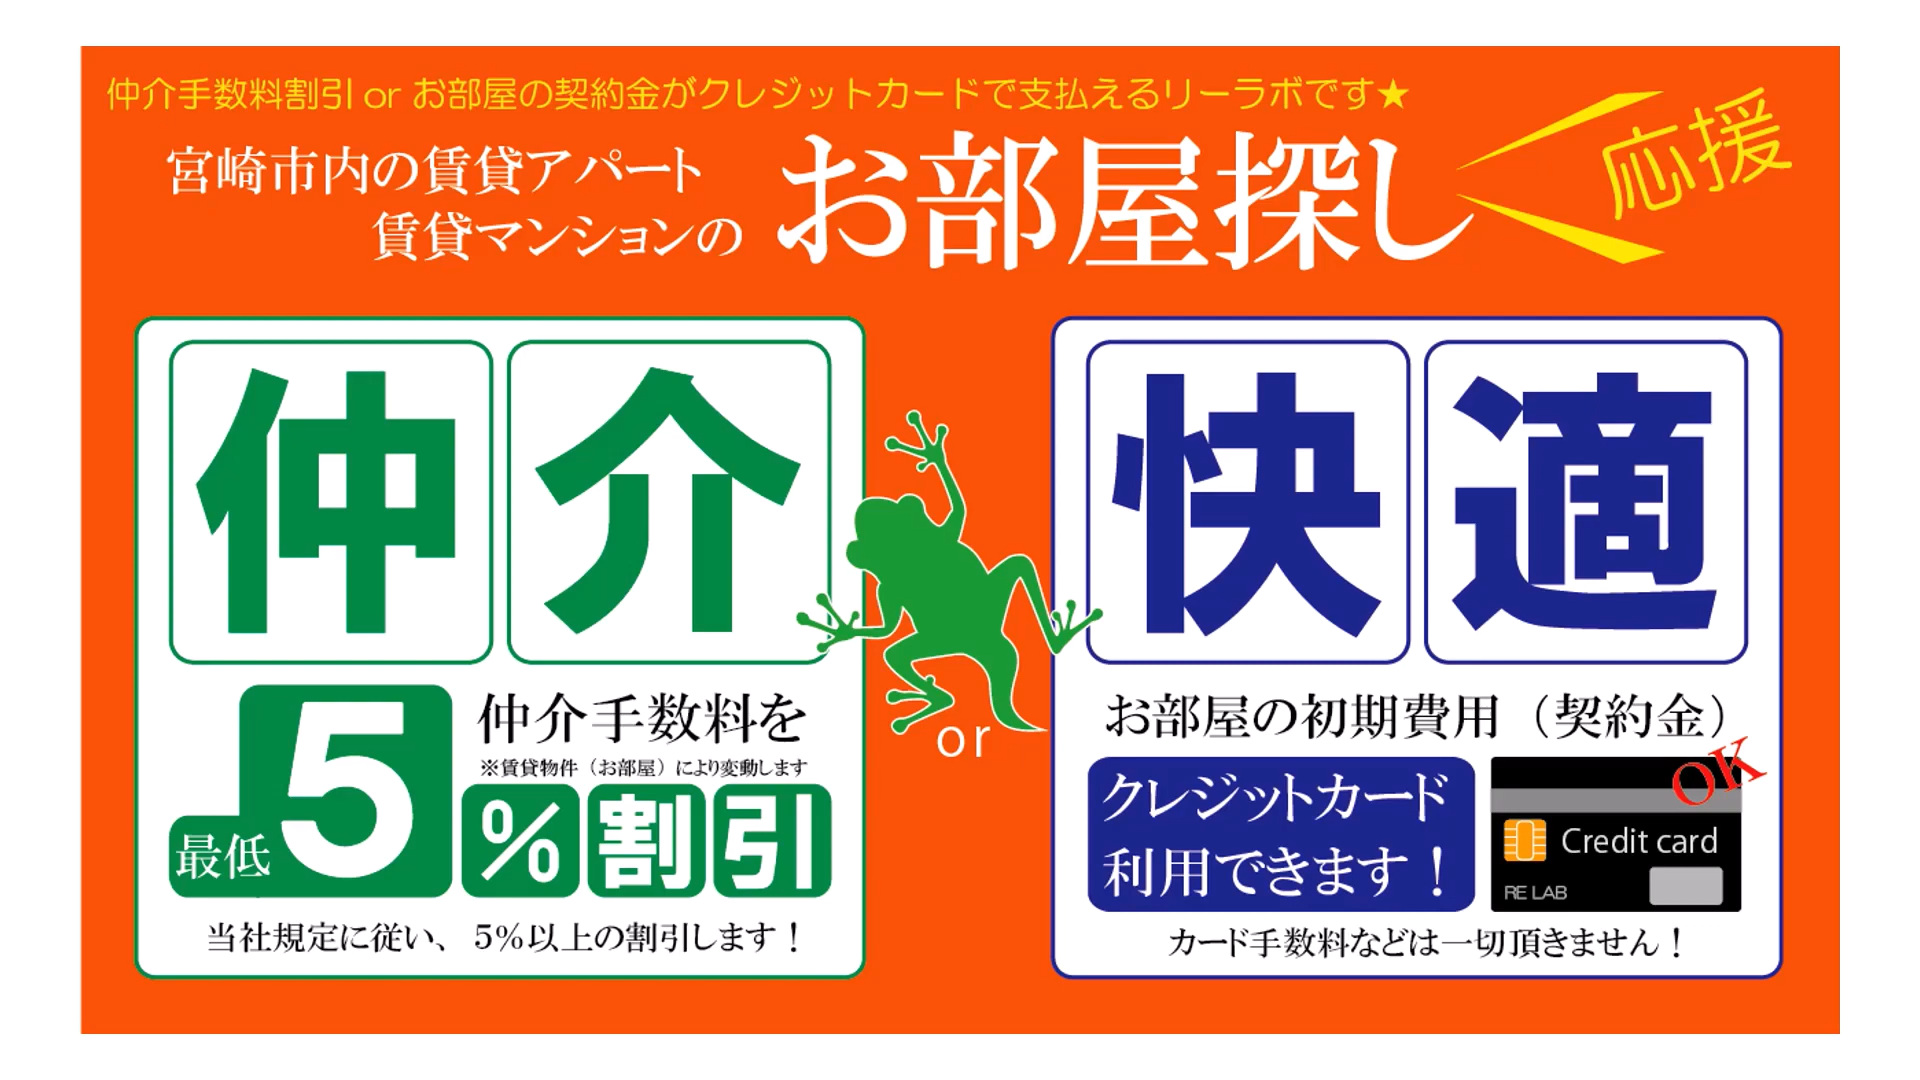 仲介手数料割引 or お部屋の契約金がクレジットカードで支払えるリーラボです★
宮崎市内の賃貸アパート
賃貸マンションの
お部屋探し
応援
仲介
最低5
仲介手数料を
※賃貸物件（お部屋）により変動します
%割引
当社規定に従い、5%以上の割引します！
or
快適
お部屋の初期費用（契約金）
クレジットカード
利用できます！
OK
Credit card
RE LAB
カード手数料などは一切頂きません！